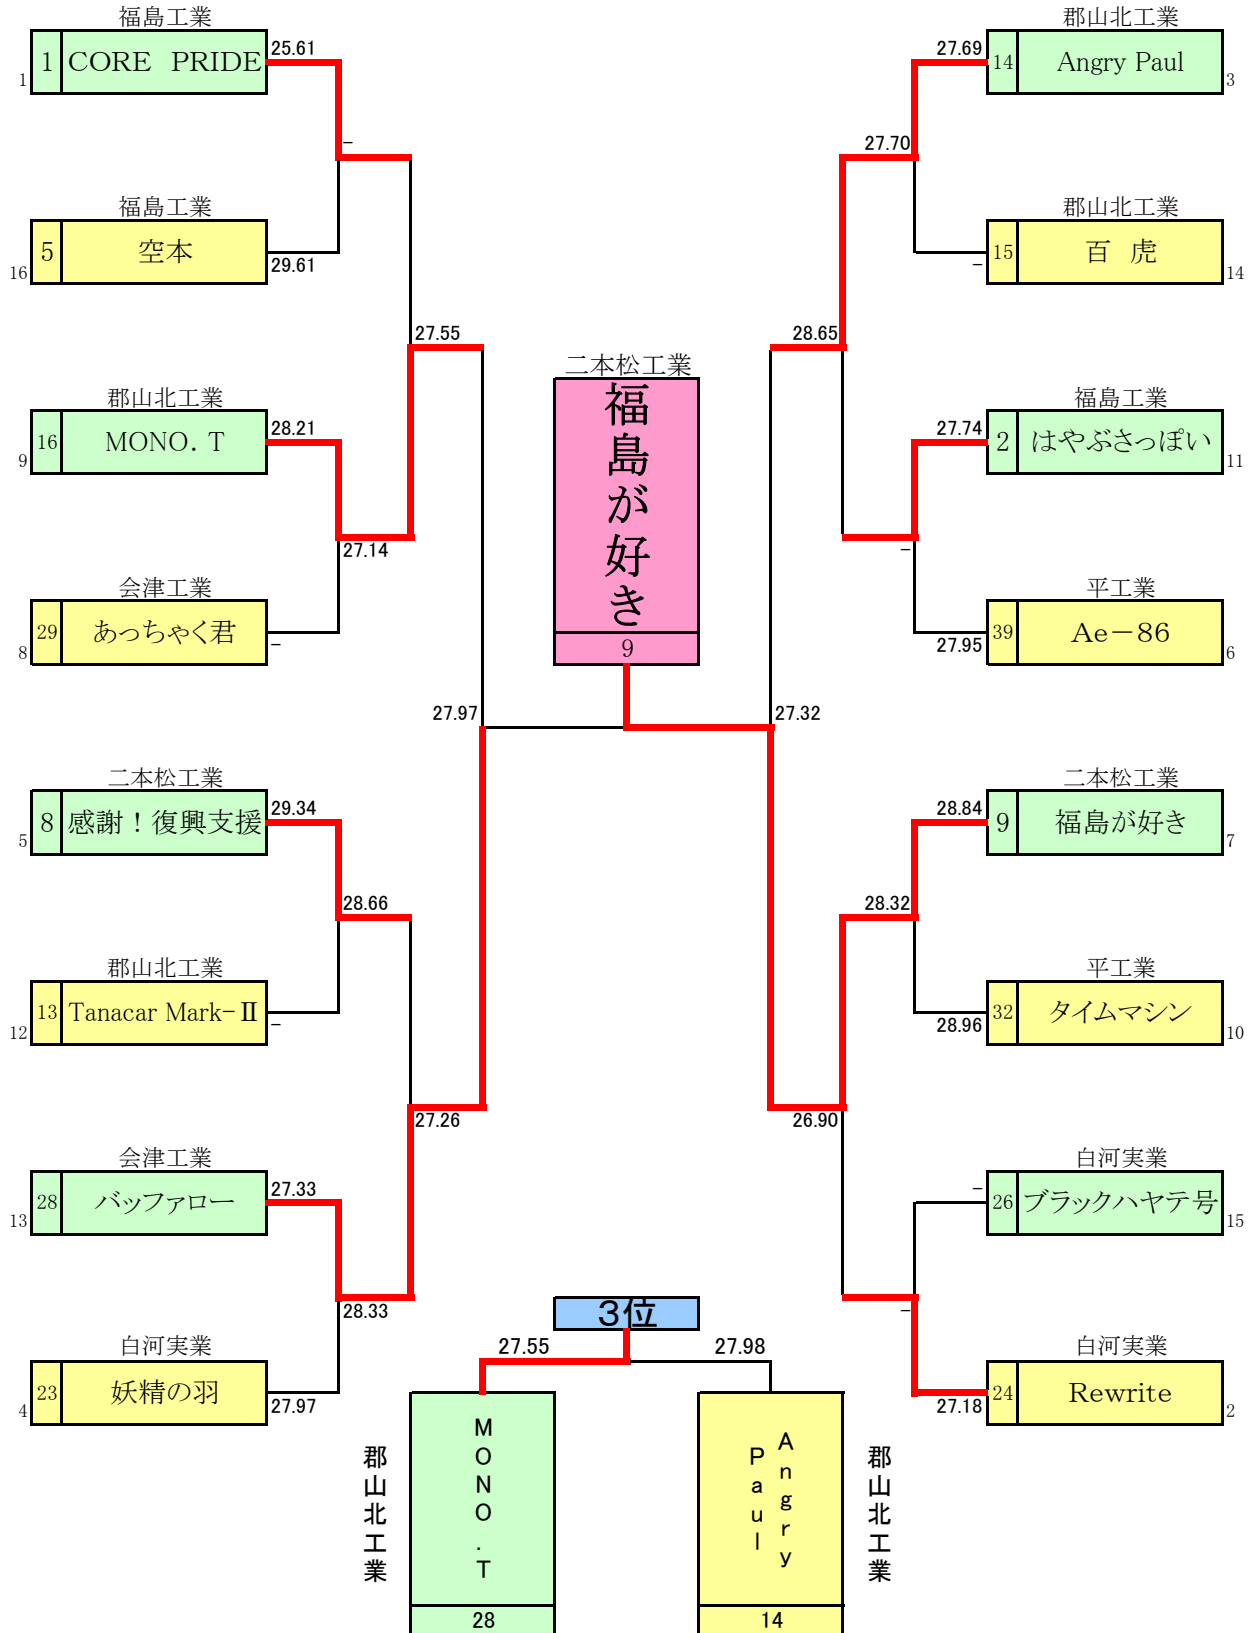 福島工業
1 1 CORE PRIDE 25.61
-
福島工業
16 5 空本 29.61
27.55
郡山北工業
9 16 MONO. T 28.21
27.14
会津工業
8 29 あっちゃく君 -
27.97
二本松工業
5 8 感謝！復興支援 29.34
28.66
郡山北工業
12 13 Tanacar Mark-Ⅱ -
27.26
会津工業
13 28 バッファロー 27.33
28.33
白河実業
4 23 妖精の羽 27.97
二本松工業
福島が好き
9
郡山北工業
27.69 14 Angry Paul 3
27.70
郡山北工業
- 15 百 虎 14
28.65
福島工業
27.74 2 はやぶさっぽい 11
-
平工業
27.95 39 Ae－86 6
27.32
二本松工業
28.84 9 福島が好き 7
28.32
平工業
28.96 32 タイムマシン 10
26.90
白河実業
- 26 ブラックハヤテ号 15
-
白河実業
27.18 24 Rewrite 2
3位
27.55 27.98
郡山北工業
MONO.T
28
Angry
Paul
14
郡山北工業